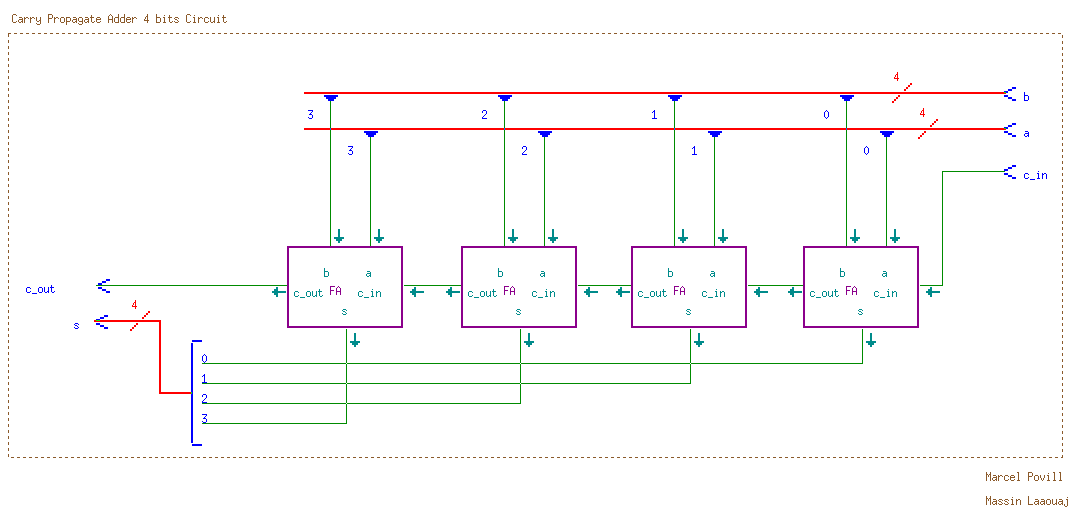 Carry Propagate Adder 4 bits Circuit
4
b
3 2 1 0
4
a
3 2 1 0
c_in
b a b a b a b a
c_out
c_out FA c_in c_out FA c_in c_out FA c_in c_out FA c_in
4
s s s s
s
0
1
2
3
Marcel Povill
Massin Laaouaj